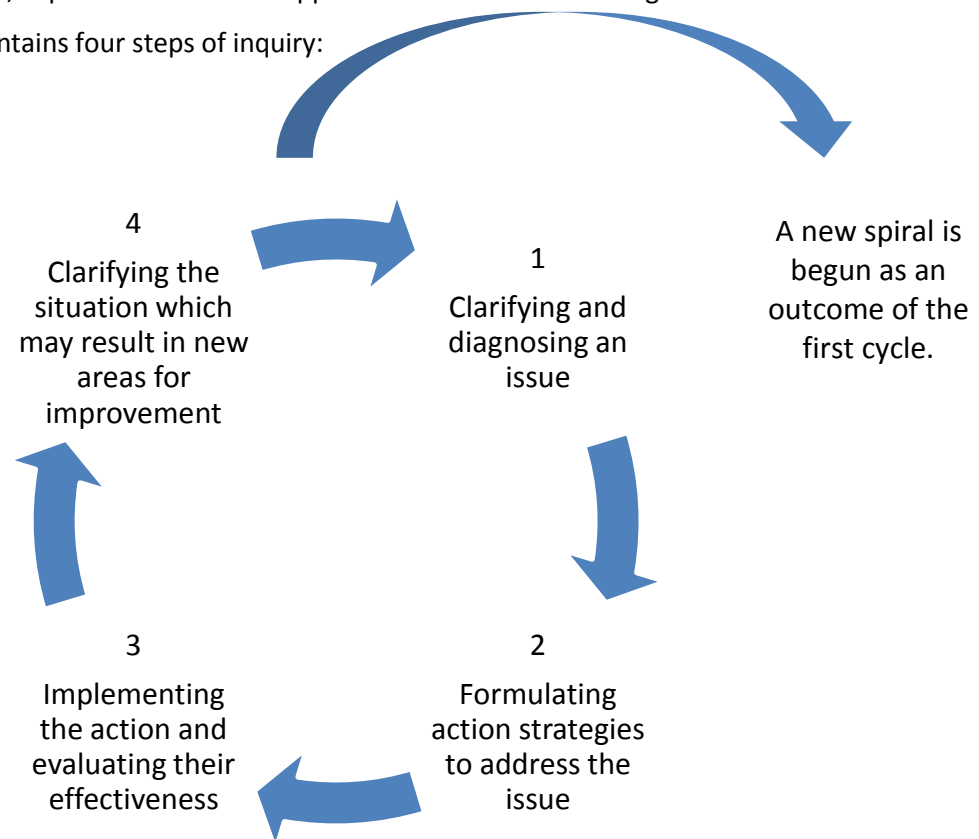 contains four steps of inquiry:
4
Clarifying the
situation which
may result in new
areas for
improvement
1
Clarifying and
diagnosing an
issue
A new spiral is
begun as an
outcome of the
first cycle.
3
Implementing
the action and
evaluating their
effectiveness
2
Formulating
action strategies
to address the
issue